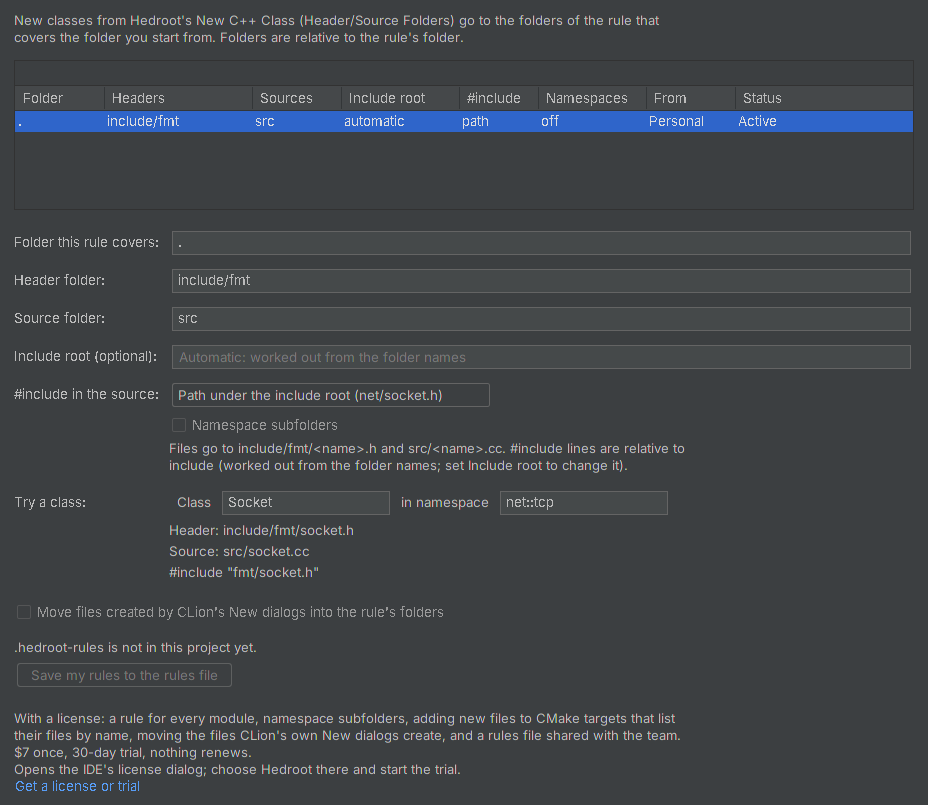 New classes from Hedroot's New C++ Class (Header/Source Folders) go to the folders of the rule that
covers the folder you start from. Folders are relative to the rule's folder.
Folder Headers Sources Include root #include Namespaces From Status
. include/fmt src automatic path off Personal Active
Folder this rule covers: .
Header folder: include/fmt
Source folder: src
Include root (optional): Automatic: worked out from the folder names
#include in the source: Path under the include root (net/socket.h)
Namespace subfolders
Files go to include/fmt/<name>.h and src/<name>.cc. #include lines are relative to
include (worked out from the folder names; set Include root to change it).
Try a class: Class Socket in namespace net::tcp
Header: include/fmt/socket.h
Source: src/socket.cc
#include "fmt/socket.h"
Move files created by CLion's New dialogs into the rule's folders
.hedroot-rules is not in this project yet.
Save my rules to the rules file
With a license: a rule for every module, namespace subfolders, adding new files to CMake targets that list
their files by name, moving the files CLion's own New dialogs create, and a rules file shared with the team.
$7 once, 30-day trial, nothing renews.
Opens the IDE's license dialog; choose Hedroot there and start the trial.
Get a license or trial